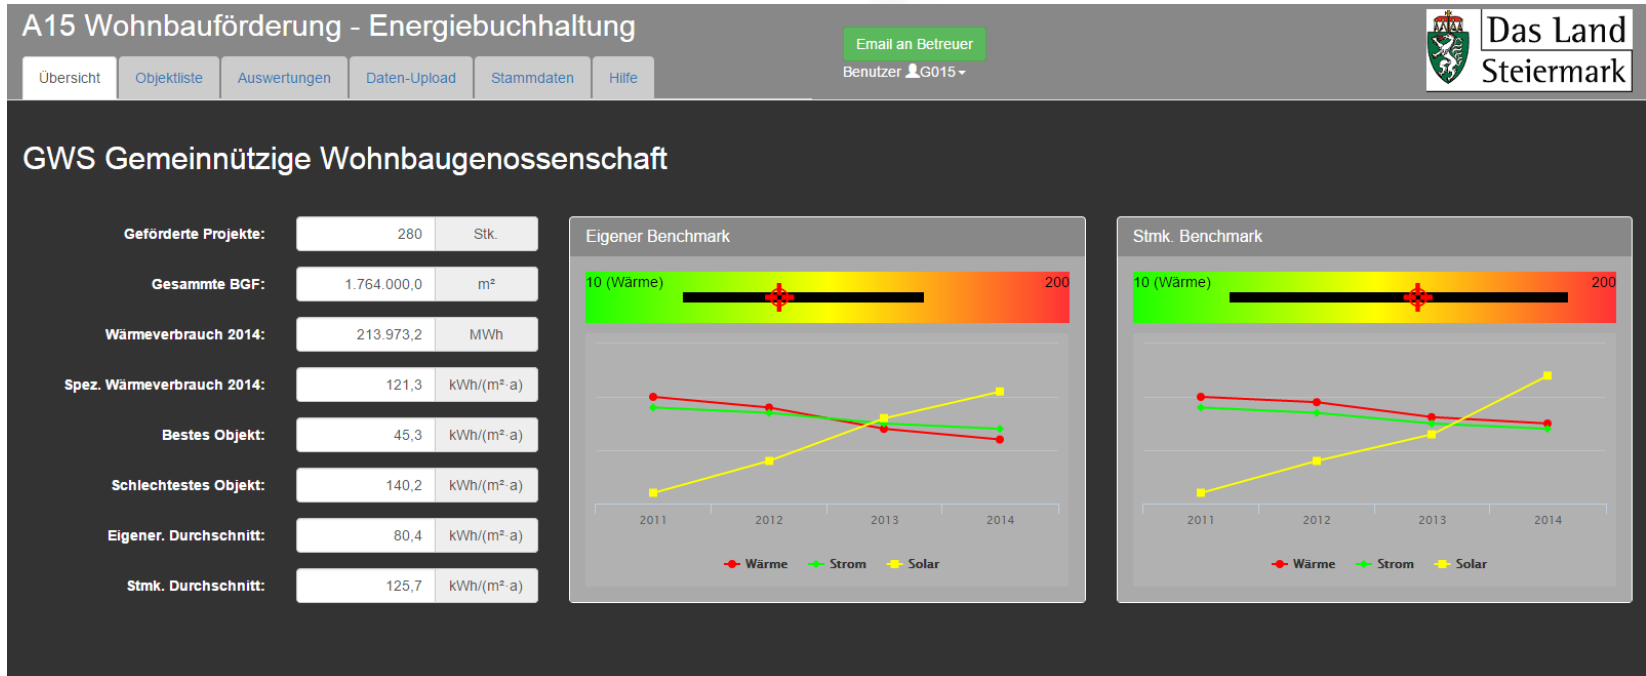 A15 Wohnbauförderung - Energiebuchhaltung
Email an Betreuer
Benutzer G015
Das Land
Steiermark
Übersicht Objektliste Auswertungen Daten-Upload Stammdaten Hilfe
GWS Gemeinnützige Wohnbaugenossenschaft
Geförderte Projekte: 280 Stk.
Gesammte BGF: 1.764.000,0 m²
Wärmeverbrauch 2014: 213.973,2 MWh
Spez. Wärmeverbrauch 2014: 121,3 kWh/(m²·a)
Bestes Objekt: 45,3 kWh/(m²·a)
Schlechtestes Objekt: 140,2 kWh/(m²·a)
Eigener. Durchschnitt: 80,4 kWh/(m²·a)
Stmk. Durchschnitt: 125,7 kWh/(m²·a)
Eigener Benchmark
10 (Wärme) 200
2011 2012 2013 2014
Wärme Strom Solar
Stmk. Benchmark
10 (Wärme) 200
2011 2012 2013 2014
Wärme Strom Solar